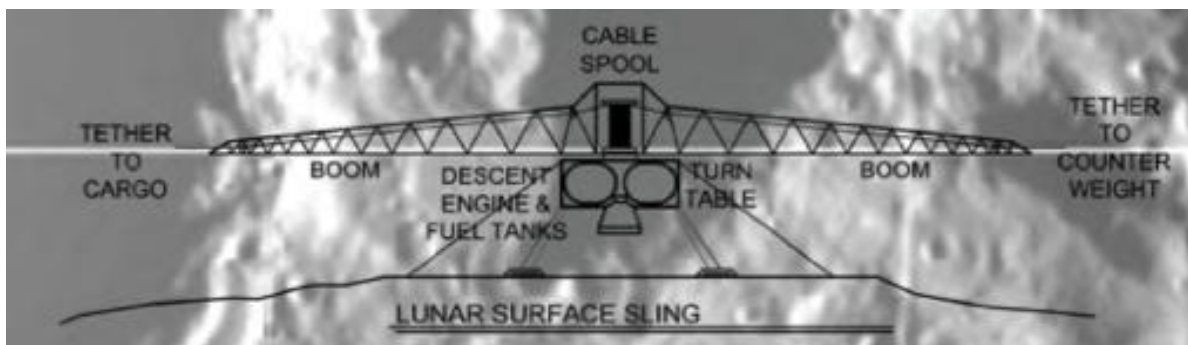 CABLE
SPOOL
TETHER
TO
CARGO
BOOM
DESCENT
ENGINE &
FUEL TANKS
TURN
TABLE
BOOM
TETHER
TO
COUNTER
WEIGHT
LUNAR SURFACE SLING